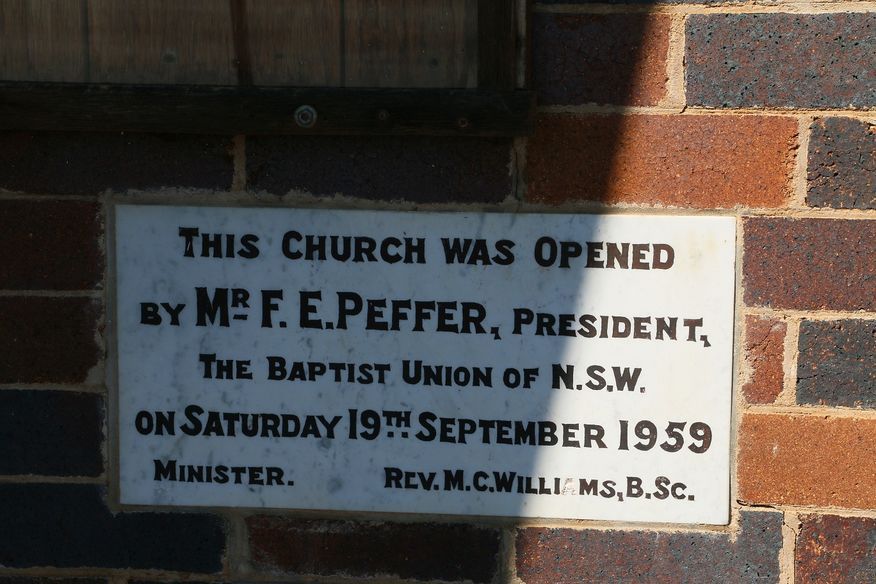 THIS CHURCH WAS OPENED
BY MR F. E. PEFFER, PRESIDENT,
THE BAPTIST UNION OF N.S.W.
ON SATURDAY 19TH SEPTEMBER 1959
MINISTER. REV. M. C. WILLIAMS, B.SC.